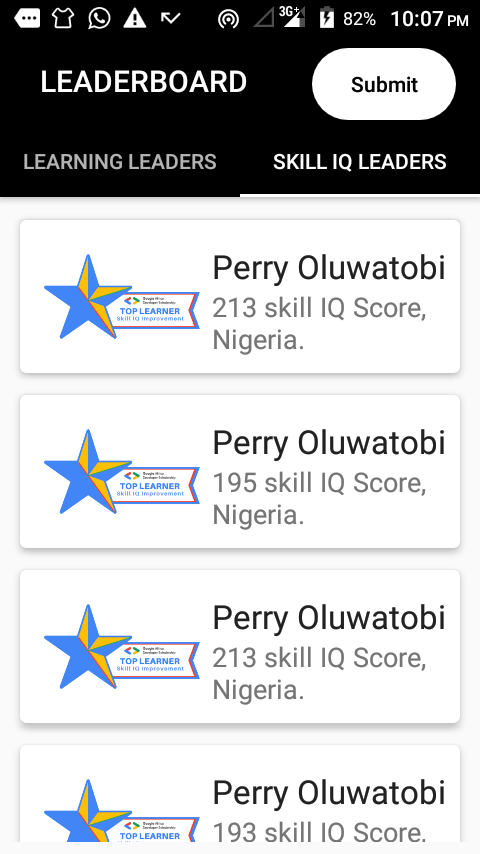 3G+ 82% 10:07 PM
LEADERBOARD
Submit
LEARNING LEADERS
SKILL IQ LEADERS
Perry Oluwatobi
213 skill IQ Score,
Nigeria.
Google Africa
Developer Scholarship
TOP LEARNER
Skill IQ Improvement
Perry Oluwatobi
195 skill IQ Score,
Nigeria.
Google Africa
Developer Scholarship
TOP LEARNER
Skill IQ Improvement
Perry Oluwatobi
213 skill IQ Score,
Nigeria.
Google Africa
Developer Scholarship
TOP LEARNER
Skill IQ Improvement
Perry Oluwatobi
193 skill IQ Score,
Google Africa
Developer Scholarship
TOP LEARNER